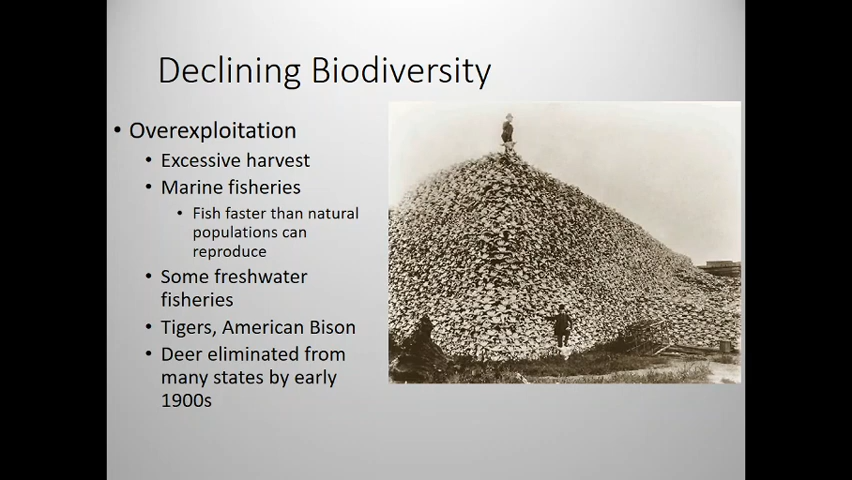 Declining Biodiversity
• Overexploitation
• Excessive harvest
• Marine fisheries
• Fish faster than natural
populations can
reproduce
• Some freshwater
fisheries
• Tigers, American Bison
• Deer eliminated from
many states by early
1900s